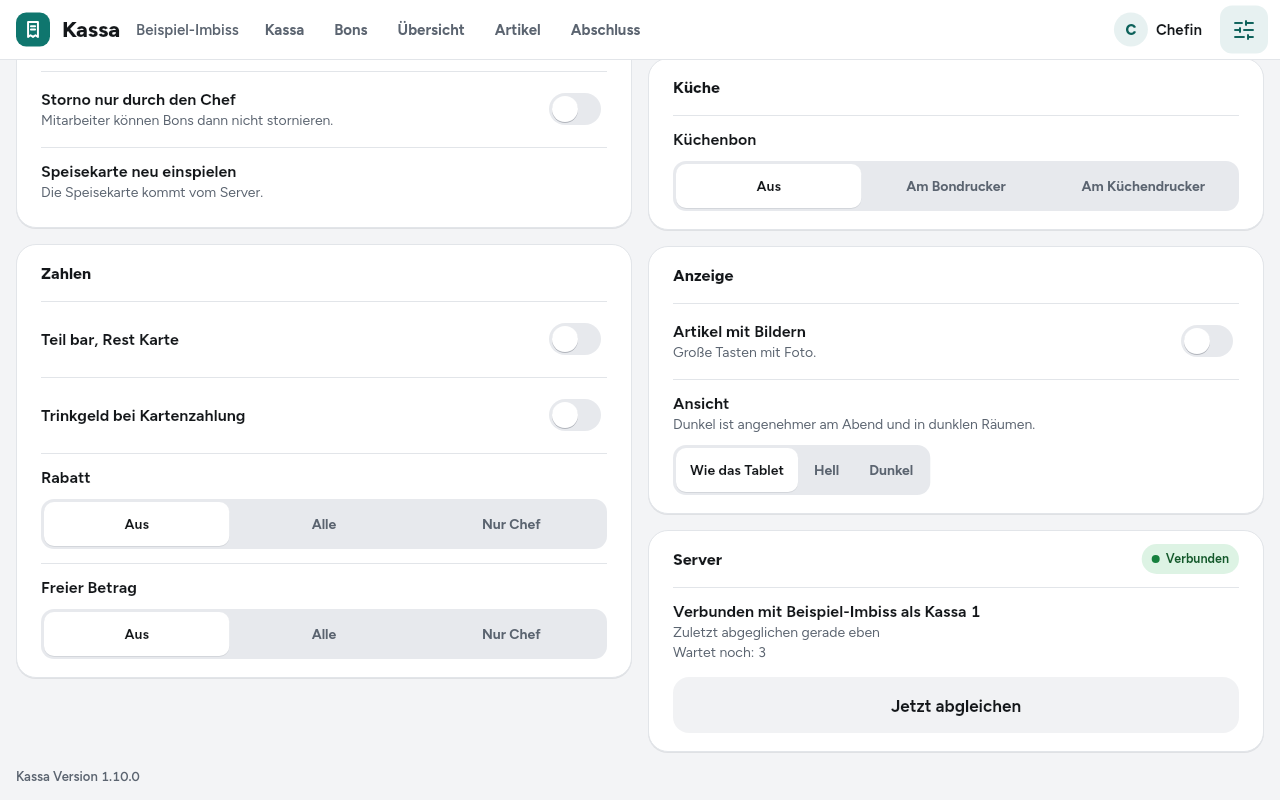 Kassa Beispiel-Imbiss Kassa Bons Übersicht Artikel Abschluss C Chefin
Storno nur durch den Chef
Mitarbeiter können Bons dann nicht stornieren.
Speisekarte neu einspielen
Die Speisekarte kommt vom Server.
Zahlen
Teil bar, Rest Karte
Trinkgeld bei Kartenzahlung
Rabatt
Aus Alle Nur Chef
Freier Betrag
Aus Alle Nur Chef
Küche
Küchenbon
Aus Am Bondrucker Am Küchendrucker
Anzeige
Artikel mit Bildern
Große Tasten mit Foto.
Ansicht
Dunkel ist angenehmer am Abend und in dunklen Räumen.
Wie das Tablet Hell Dunkel
Server Verbunden
Verbunden mit Beispiel-Imbiss als Kassa 1
Zuletzt abgeglichen gerade eben
Wartet noch: 3
Jetzt abgleichen
Kassa Version 1.10.0